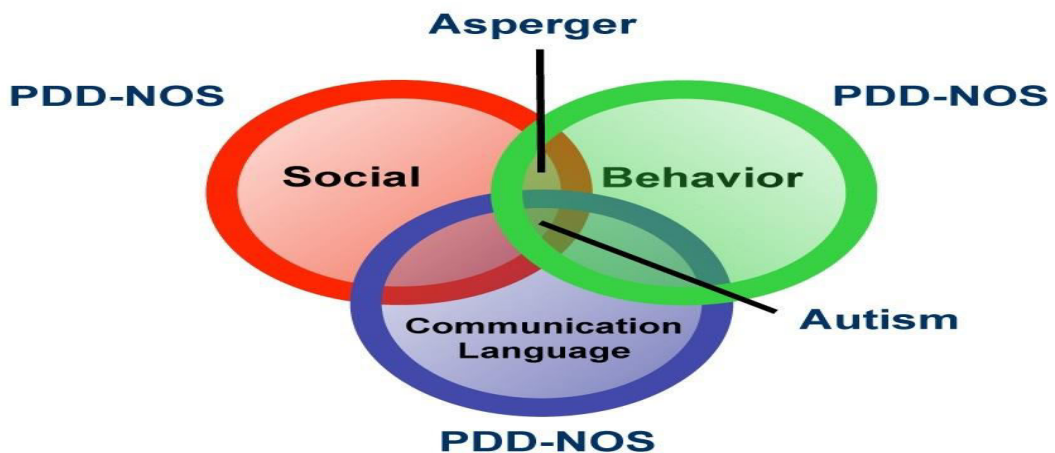 Asperger
PDD-NOS
PDD-NOS
Social
Behavior
Communication
Language
Autism
PDD-NOS